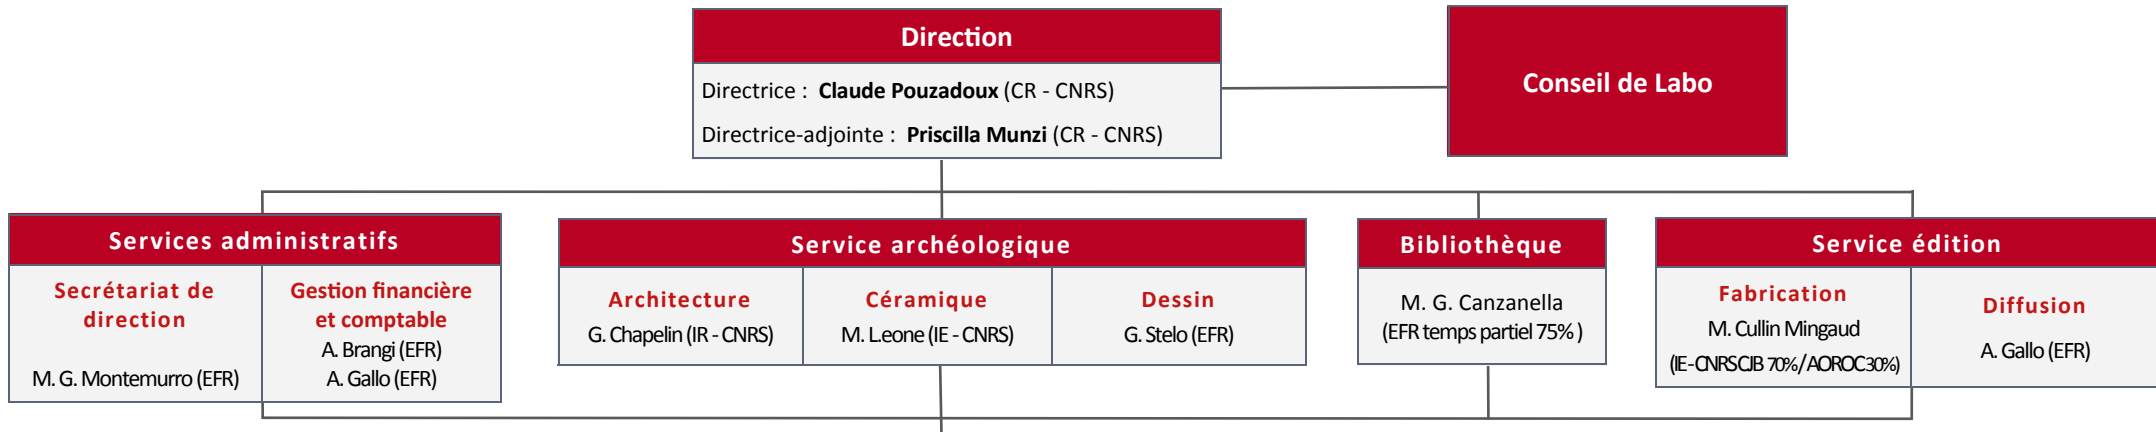 Direction
Directrice : Claude Pouzadoux (CR - CNRS)
Directrice-adjointe : Priscilla Munzi (CR - CNRS)
Conseil de Labo
Services administratifs
Secrétariat de
direction
M. G. Montemurro (EFR)
Gestion financière
et comptable
A. Brangi (EFR)
A. Gallo (EFR)
Service archéologique
Architecture
G. Chapelin (IR - CNRS)
Céramique
M. Leone (IE - CNRS)
Dessin
G. Stelo (EFR)
Bibliothèque
M. G. Canzanella
(EFR temps partiel 75% )
Service édition
Fabrication
M. Cullin Mingaud
(IE-CNRSCJB 70%/AOROC30%)
Diffusion
A. Gallo (EFR)